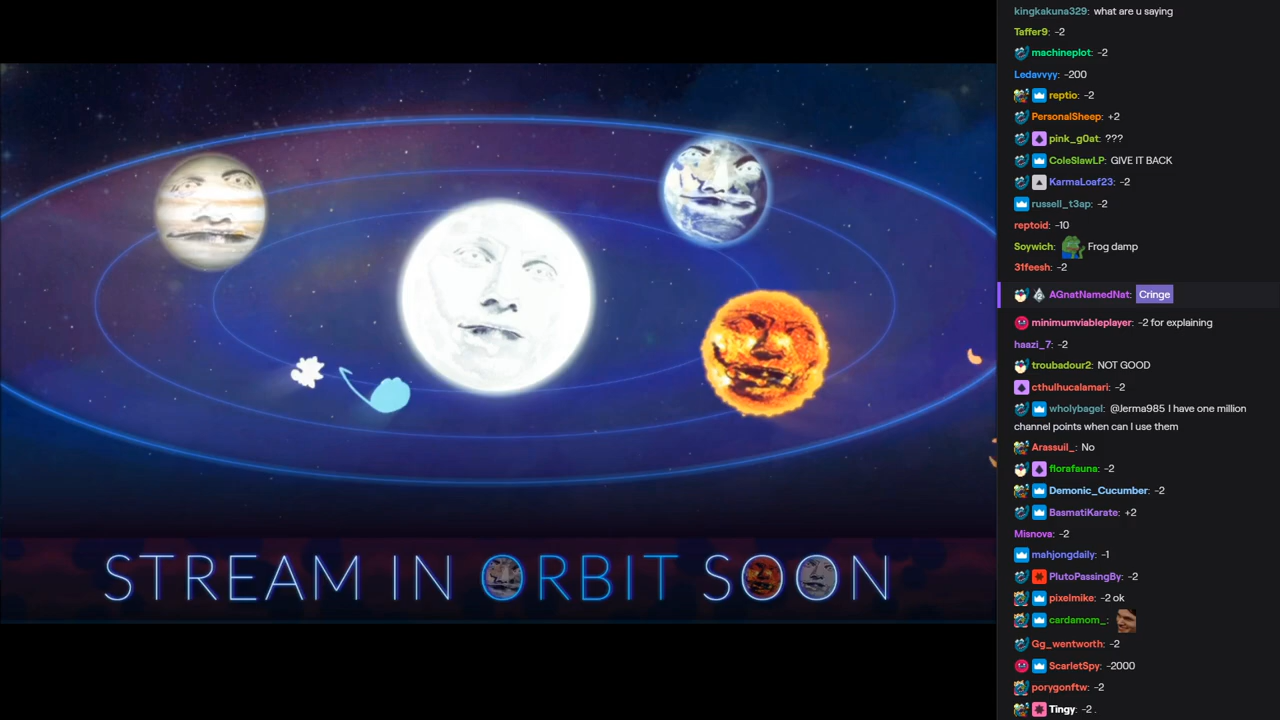 STREAM IN ORBIT SOON
kingkakuna329: what are u saying
Taffer9: -2
machineplot: -2
Ledavvyy: -200
reptio: -2
PersonalSheep: +2
pink_g0at: ???
ColeSlawLP: GIVE IT BACK
KarmaLoaf23: -2
russell_t3ap: -2
reptoid: -10
Soywich: Frog damp
31feesh: -2
AGnatNamedNat: Cringe
minimumviableplayer: -2 for explaining
haazi_7: -2
troubadour2: NOT GOOD
cthulhucalamari: -2
wholybagel: @Jerma985 I have one million
channel points when can I use them
Arassuil_: No
florafauna: -2
Demonic_Cucumber: -2
BasmatiKarate: +2
Misnova: -2
mahjongdaily: -1
PlutoPassingBy: -2
pixelmike: -2 ok
cardamom_:
Gg_wentworth: -2
ScarletSpy: -2000
porygonftw: -2
Tingy: -2 .